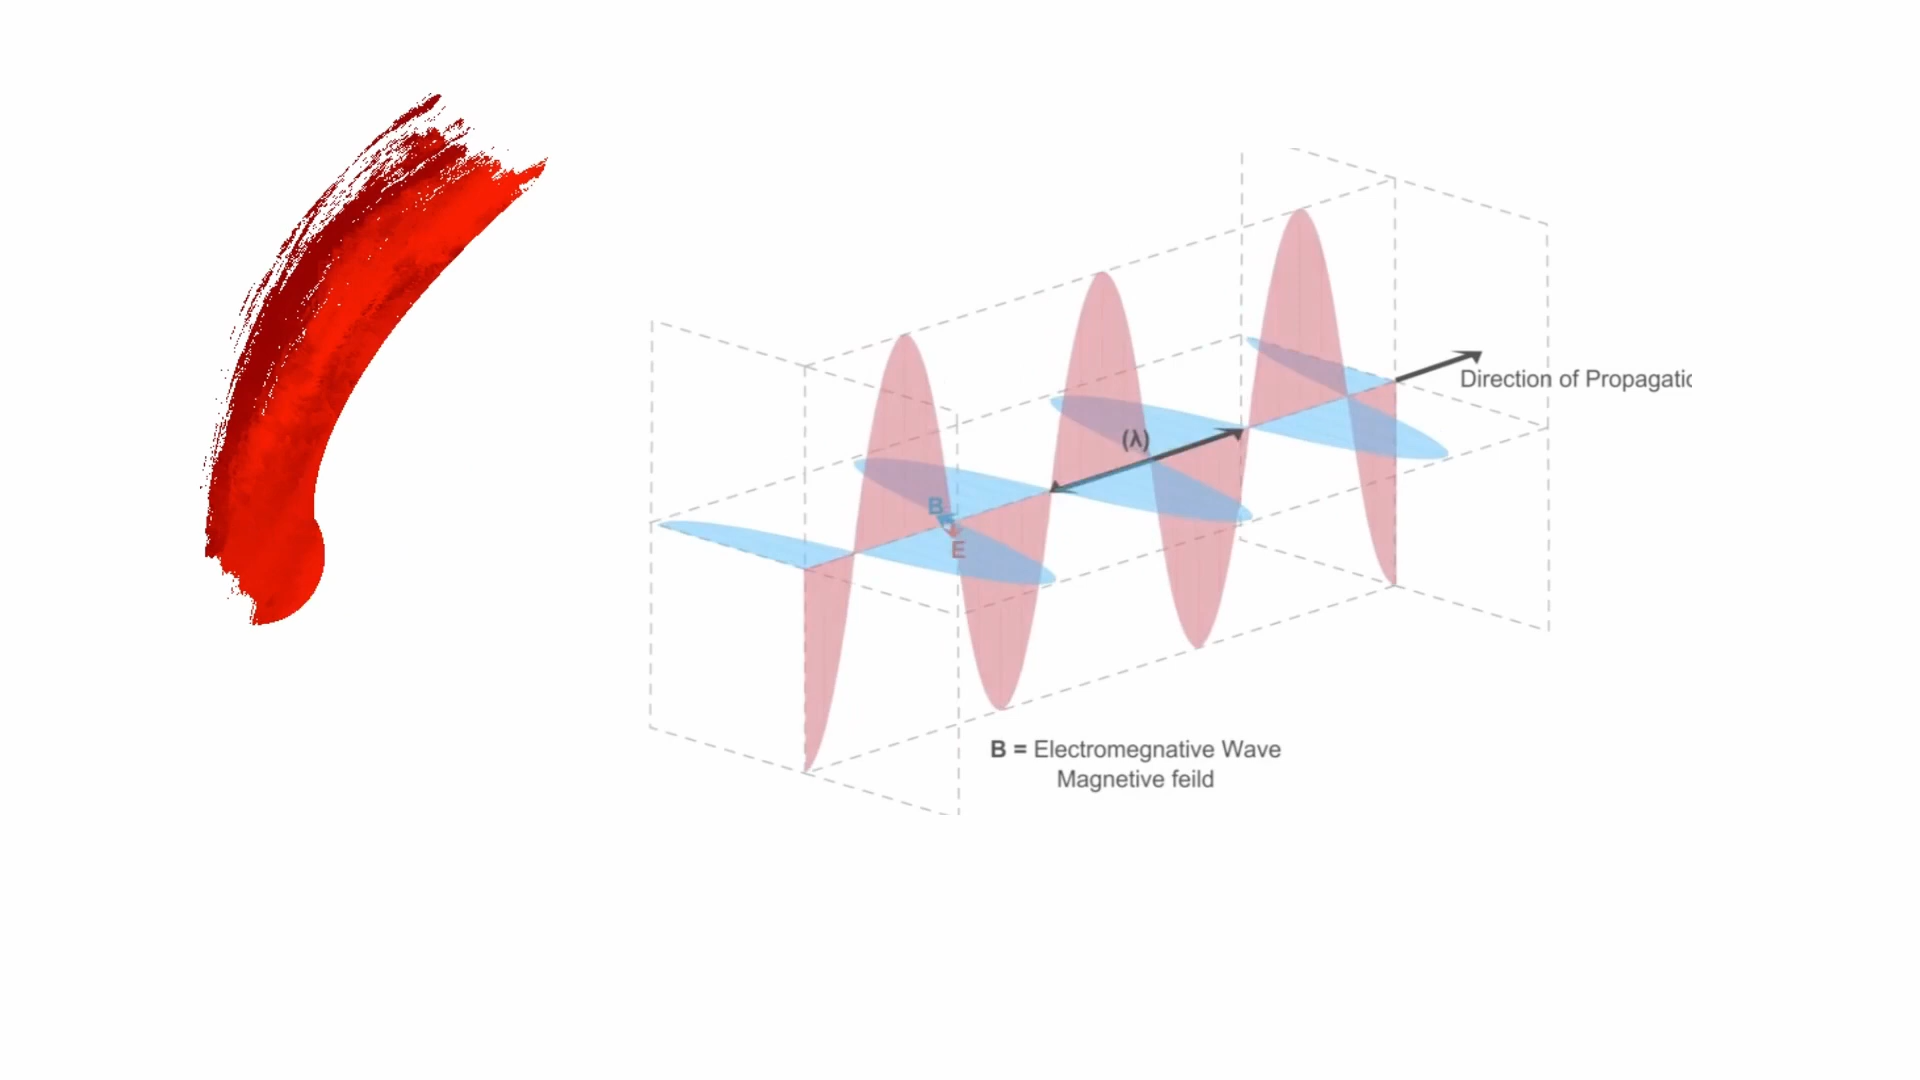 Direction of Propagatic
(λ)
B
E
B = Electromegnative Wave
Magnetive feild